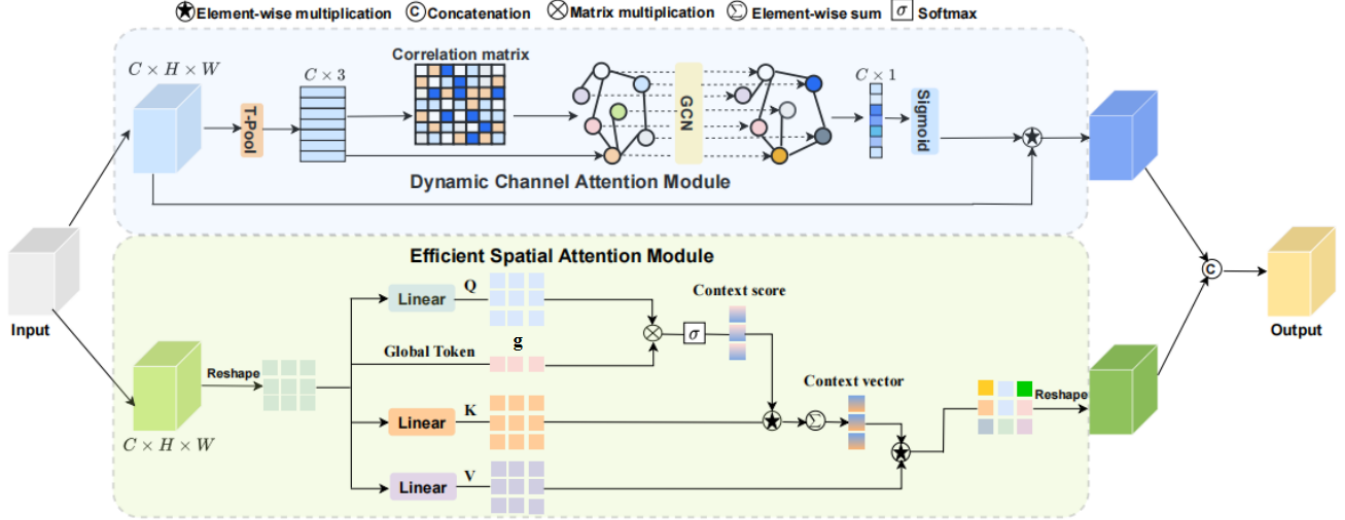 Element-wise multiplication © Concatenation Matrix multiplication Element-wise sum σ Softmax
C × H × W
C × 3
Correlation matrix
C × 1
T-Pool
GCN
Sigmoid
Dynamic Channel Attention Module
Input
Efficient Spatial Attention Module
Linear
Q
Context score
Global Token
g
σ
C
Output
Reshape
Context vector
Linear
K
Reshape
C × H × W
Linear
V